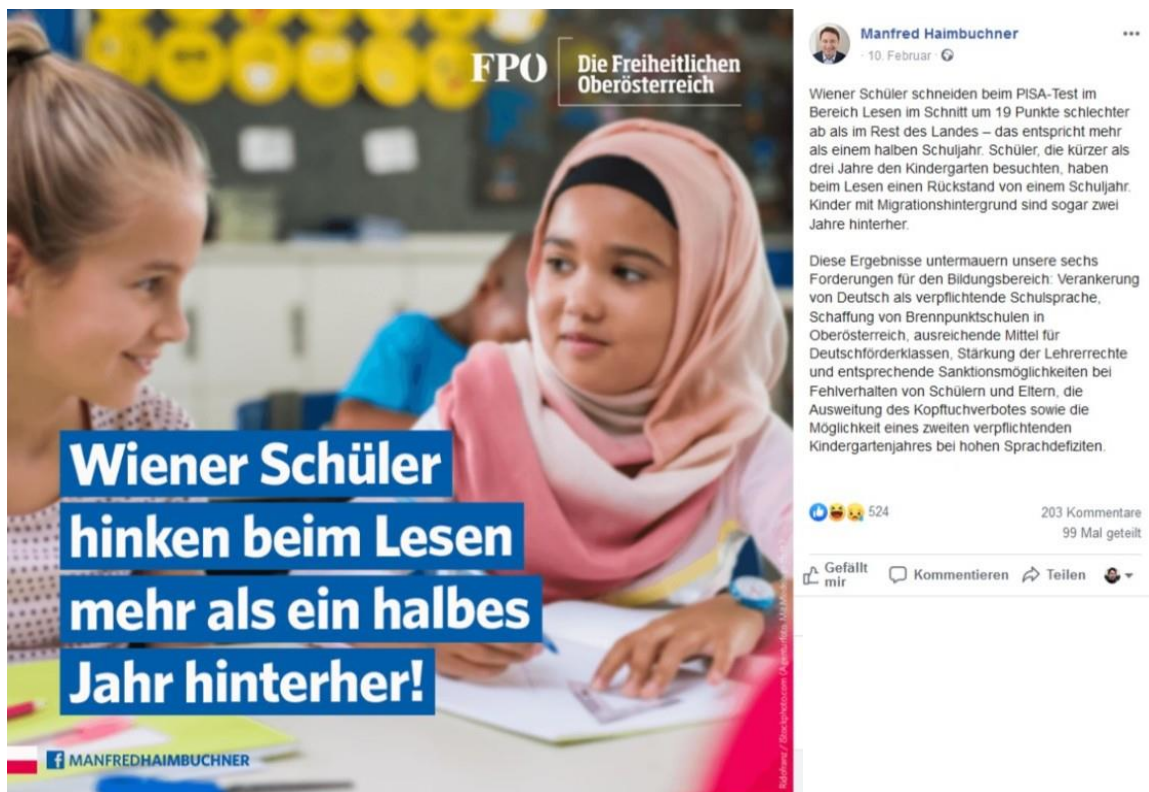 FPÖ
Die Freiheitlichen
Oberösterreich
Wiener Schüler
hinken beim Lesen
mehr als ein halbes
Jahr hinterher!
f MANFREDHAIMBUCHNER
Manfred Haimbuchner
10. Februar ·
Wiener Schüler schneiden beim PISA-Test im
Bereich Lesen im Schnitt um 19 Punkte schlechter
ab als im Rest des Landes – das entspricht mehr
als einem halben Schuljahr. Schüler, die kürzer als
drei Jahre den Kindergarten besuchten, haben
beim Lesen einen Rückstand von einem Schuljahr.
Kinder mit Migrationshintergrund sind sogar zwei
Jahre hinterher.
Diese Ergebnisse untermauern unsere sechs
Forderungen für den Bildungsbereich: Verankerung
von Deutsch als verpflichtende Schulsprache,
Schaffung von Brennpunktschulen in
Oberösterreich, ausreichende Mittel für
Deutschförderklassen, Stärkung der Lehrerrechte
und entsprechende Sanktionsmöglichkeiten bei
Fehlverhalten von Schülern und Eltern, die
Ausweitung des Kopftuchverbotes sowie die
Möglichkeit eines zweiten verpflichtenden
Kindergartenjahres bei hohen Sprachdefiziten.
524
203 Kommentare
99 Mal geteilt
Gefällt
mir
Kommentieren
Teilen